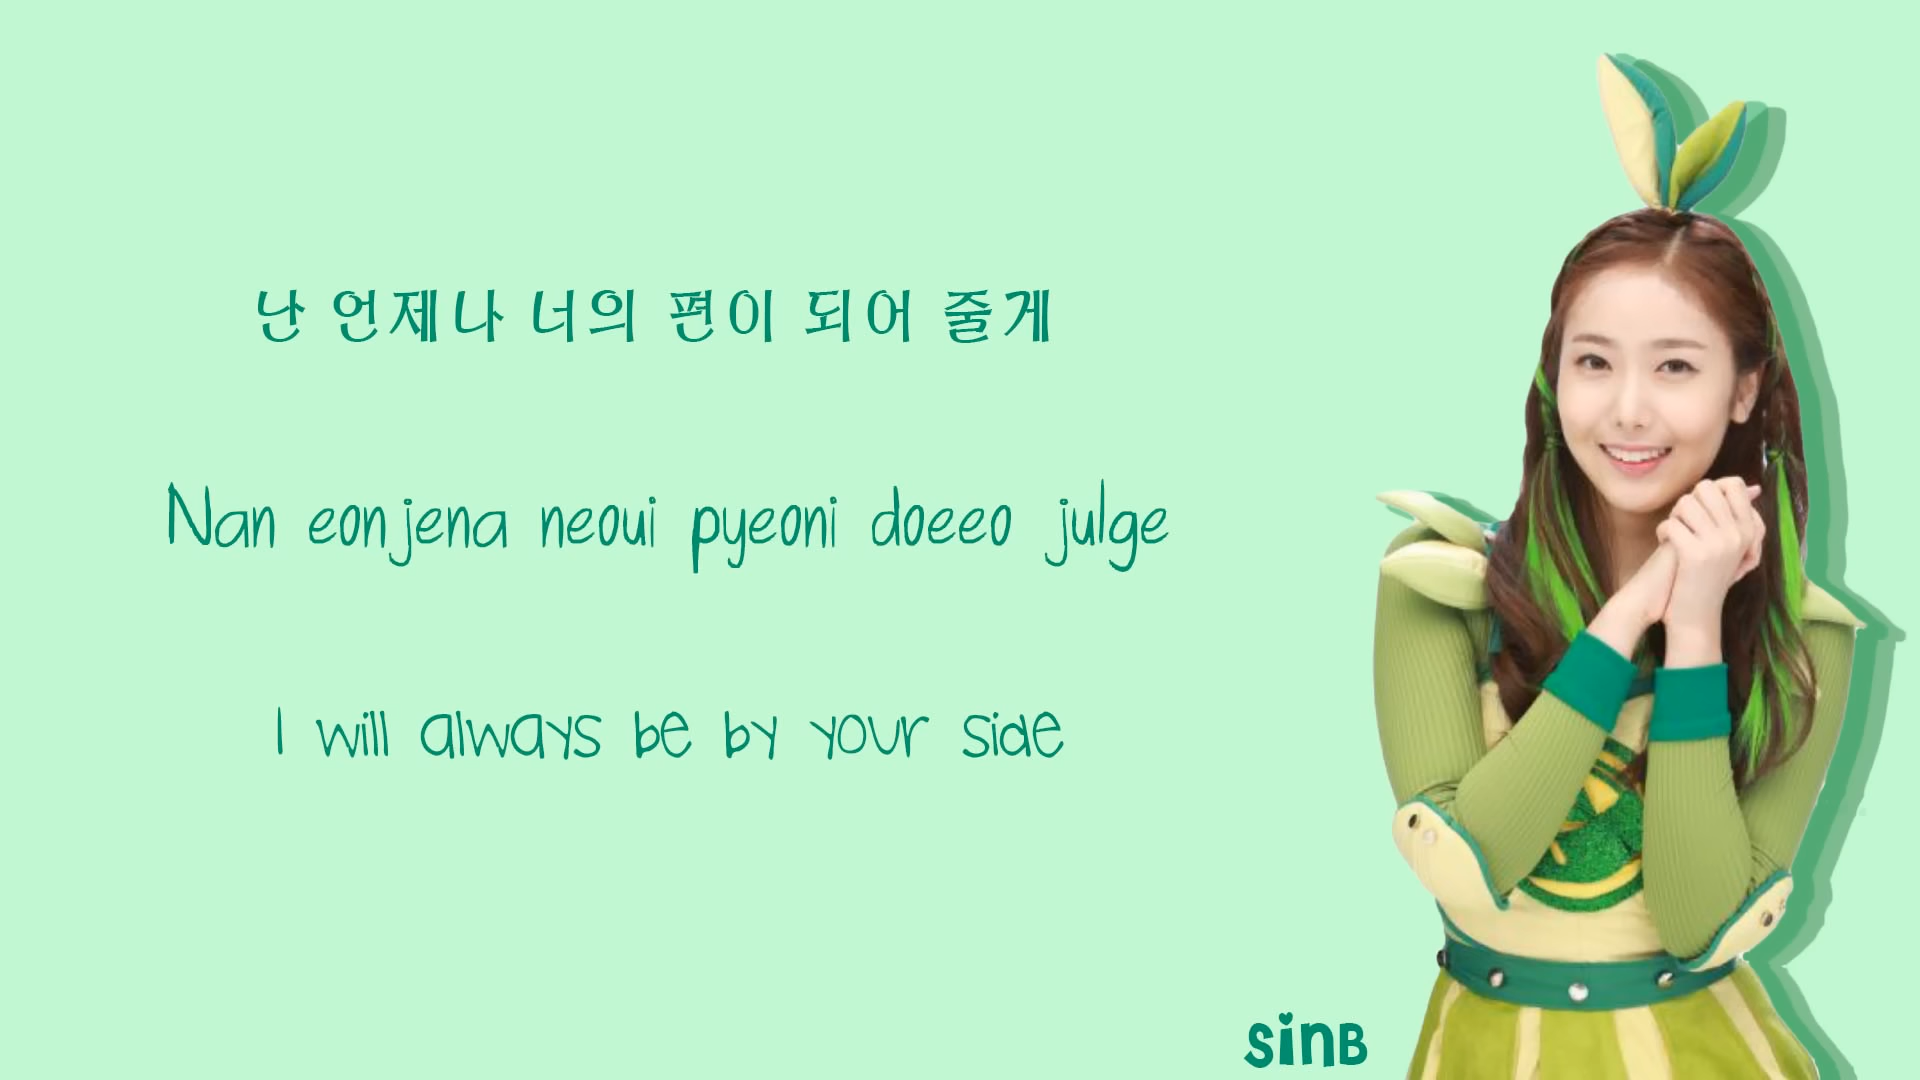 난 언제나 너의 편이 되어 줄게
Nan eonjena neoui pyeoni doeeo julge
I will always be by your side
sinB